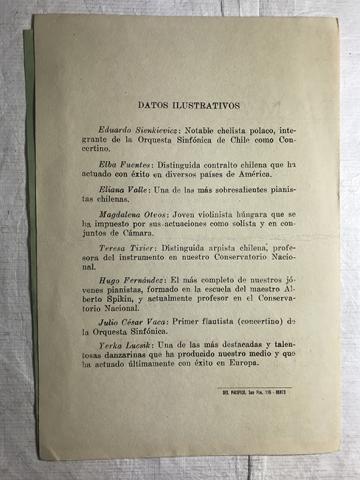 DATOS ILUSTRATIVOS
Eduardo Sienkievicz: Notable chelista polaco, inte-
grante de la Orquesta Sinfónica de Chile como Con-
certino.
Elba Fuentes: Distinguida contralto chilena que ha
actuado con éxito en diversos países de América.
Eliana Valle: Una de las más sobresalientes pianis-
tas chilenas.
Magdalena Otvos: Joven violinista húngara que se
ha impuesto por sus actuaciones como solista y en con-
juntos de Cámara.
Teresa Tixier: Distinguida arpista chilena, profe-
sora del instrumento en nuestro Conservatorio Nacio-
nal.
Hugo Fernández: El más completo de nuestros jó-
venes pianistas, formado en la escuela del maestro Al-
berto Spikin, y actualmente profesor en el Conserva-
torio Nacional.
Julio César Vaca: Primer flautista (concertino) de
la Orquesta Sinfónica.
Yerka Lucsik: Una de las más destacadas y talen-
tosas danzarinas que ha producido nuestro medio y que
ha actuado últimamente con éxito en Europa.
DEL PACIFICO, San Pco. 116 - 80873